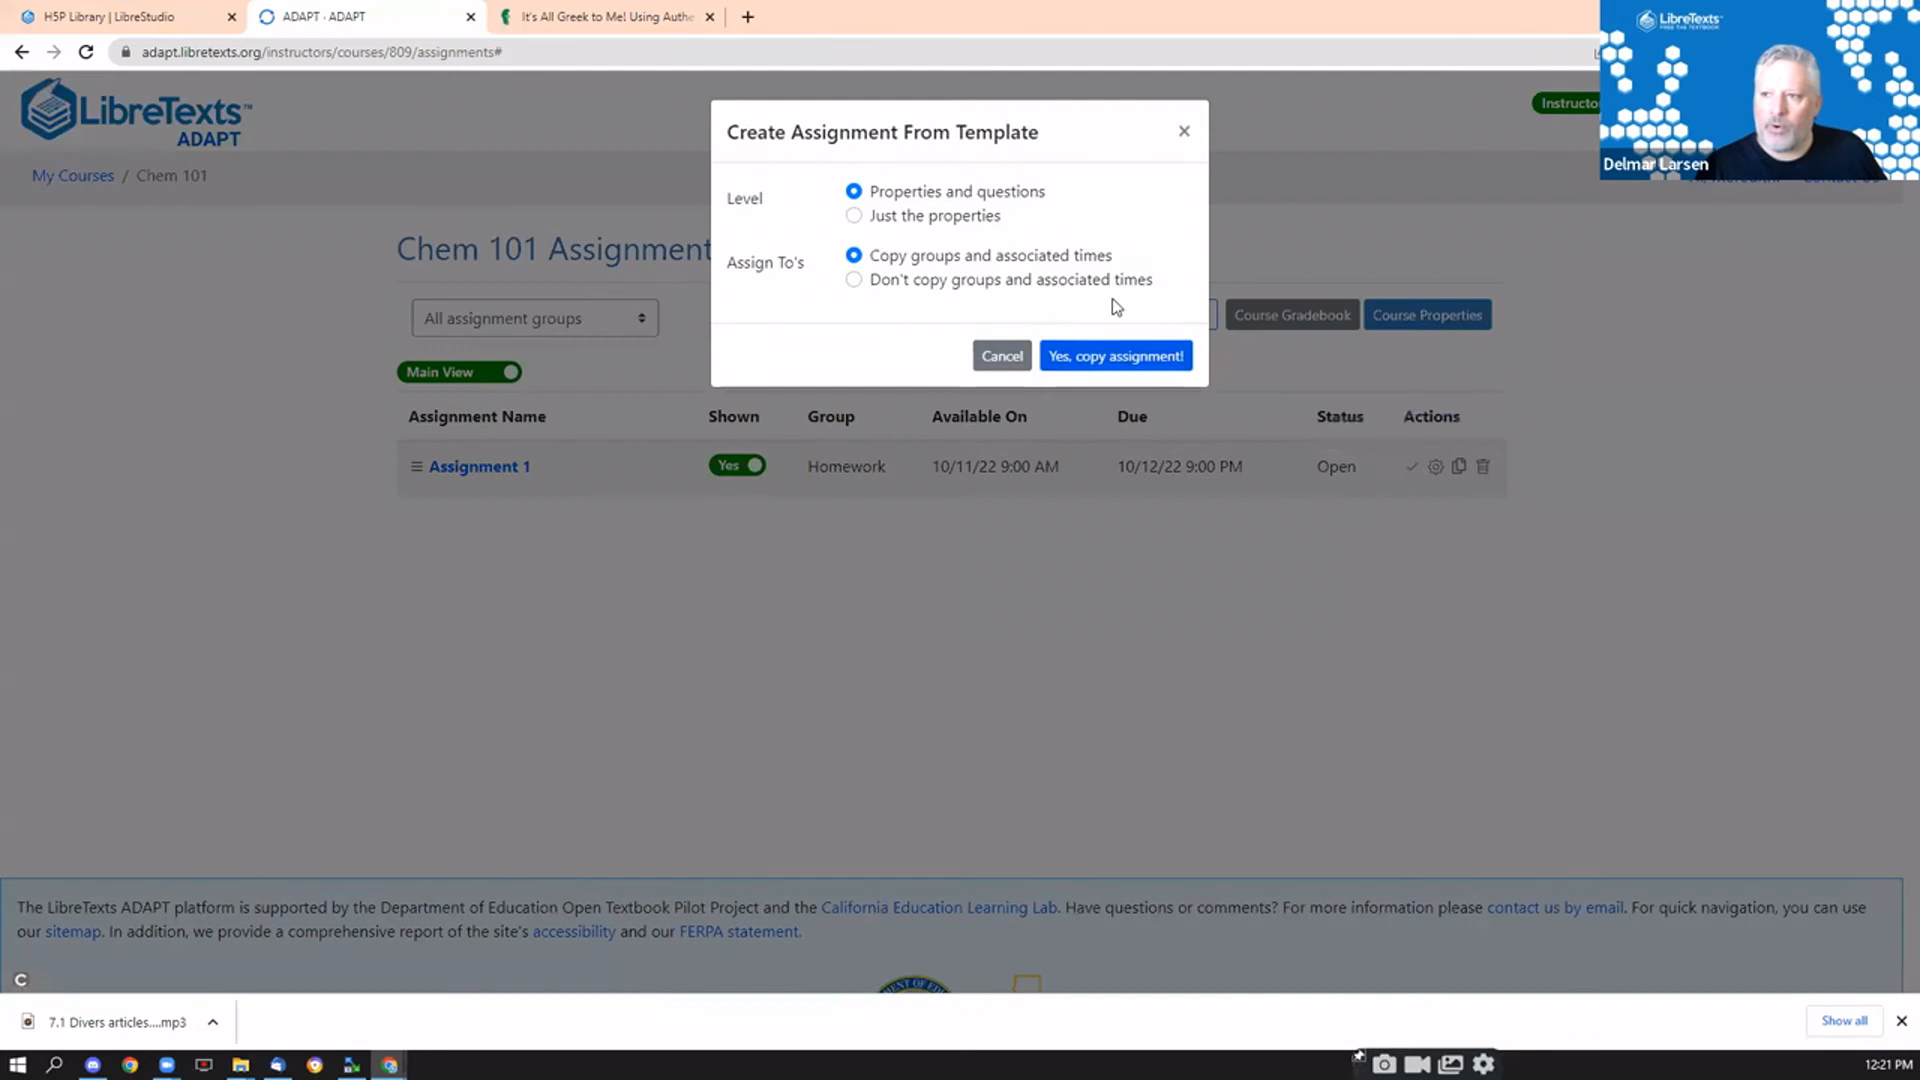 H5P Library | LibreStudio
ADAPT - ADAPT
It's All Greek to Me! Using Authe
adapt.libretexts.org/instructors/courses/809/assignments#
LibreTexts™
FREE THE TEXTBOOK
Delmar Larsen
LibreTexts™
ADAPT
Instructo
My Courses / Chem 101
Create Assignment From Template
Level
Properties and questions
Just the properties
Assign To's
Copy groups and associated times
Don't copy groups and associated times
Cancel
Yes, copy assignment!
Chem 101 Assignment
All assignment groups
Course Gradebook
Course Properties
Main View
Assignment Name Shown Group Available On Due Status Actions
Assignment 1 Yes Homework 10/11/22 9:00 AM 10/12/22 9:00 PM Open
The LibreTexts ADAPT platform is supported by the Department of Education Open Textbook Pilot Project and the California Education Learning Lab. Have questions or comments? For more information please contact us by email. For quick navigation, you can use
our sitemap. In addition, we provide a comprehensive report of the site's accessibility and our FERPA statement.
7.1 Divers articles....mp3
Show all
12:21 PM